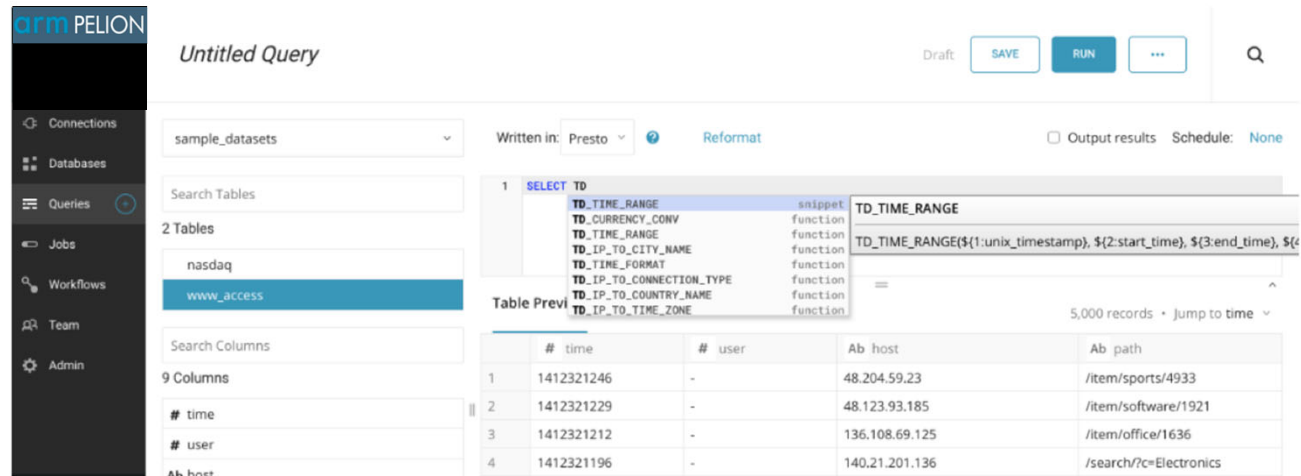 arm PELION
Untitled Query
Draft
SAVE
RUN
...
Connections
Databases
Queries
Jobs
Workflows
Team
Admin
sample_datasets
Search Tables
2 Tables
nasdaq
www_access
Search Columns
9 Columns
# time
# user
Ab host
Written in: Presto
?
Reformat
Output results
Schedule: None
1 SELECT TD
TD_TIME_RANGE snippet
TD_CURRENCY_CONV function
TD_TIME_RANGE function
TD_IP_TO_CITY_NAME function
TD_TIME_FORMAT function
TD_IP_TO_CONNECTION_TYPE function
TD_IP_TO_COUNTRY_NAME function
TD_IP_TO_TIME_ZONE function
TD_TIME_RANGE
TD_TIME_RANGE(${1:unix_timestamp}, ${2:start_time}, ${3:end_time}, ${4
Table Previ
5,000 records • Jump to time
# time # user Ab host Ab path
1 1412321246 - 48.204.59.23 /item/sports/4933
2 1412321229 - 48.123.93.185 /item/software/1921
3 1412321212 - 136.108.69.125 /item/office/1636
4 1412321196 - 140.21.201.136 /search/?c=Electronics